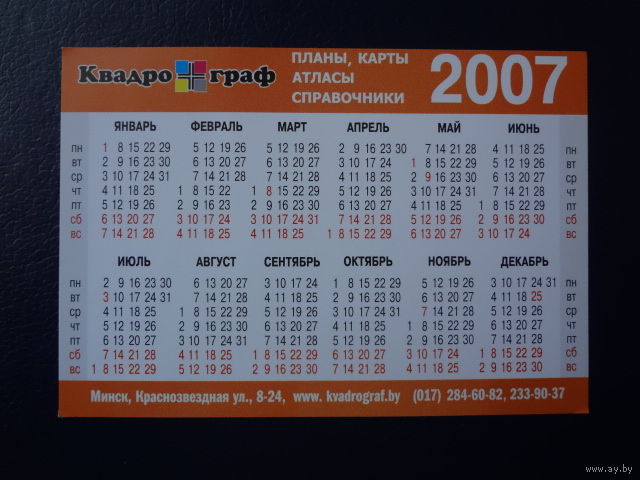 Квадро граф
ПЛАНЫ, КАРТЫ
АТЛАСЫ
СПРАВОЧНИКИ
2007
ЯНВАРЬ ФЕВРАЛЬ МАРТ АПРЕЛЬ МАЙ ИЮНЬ
пн 1 8 15 22 29 5 12 19 26 5 12 19 26 2 9 16 23 30 7 14 21 28 4 11 18 25 пн
вт 2 9 16 23 30 6 13 20 27 6 13 20 27 3 10 17 24 1 8 15 22 29 5 12 19 26 вт
ср 3 10 17 24 31 7 14 21 28 7 14 21 28 4 11 18 25 2 9 16 23 30 6 13 20 27 ср
чт 4 11 18 25 1 8 15 22 1 8 15 22 29 5 12 19 26 3 10 17 24 31 7 14 21 28 чт
пт 5 12 19 26 2 9 16 23 2 9 16 23 30 6 13 20 27 4 11 18 25 1 8 15 22 29 пт
сб 6 13 20 27 3 10 17 24 3 10 17 24 31 7 14 21 28 5 12 19 26 2 9 16 23 30 сб
вс 7 14 21 28 4 11 18 25 4 11 18 25 1 8 15 22 29 6 13 20 27 3 10 17 24 вс
ИЮЛЬ АВГУСТ СЕНТЯБРЬ ОКТЯБРЬ НОЯБРЬ ДЕКАБРЬ
пн 2 9 16 23 30 6 13 20 27 3 10 17 24 1 8 15 22 29 5 12 19 26 3 10 17 24 31 пн
вт 3 10 17 24 31 7 14 21 28 4 11 18 25 2 9 16 23 30 6 13 20 27 4 11 18 25 вт
ср 4 11 18 25 1 8 15 22 29 5 12 19 26 3 10 17 24 31 7 14 21 28 5 12 19 26 ср
чт 5 12 19 26 2 9 16 23 30 6 13 20 27 4 11 18 25 1 8 15 22 29 6 13 20 27 чт
пт 6 13 20 27 3 10 17 24 31 7 14 21 28 5 12 19 26 2 9 16 23 30 7 14 21 28 пт
сб 7 14 21 28 4 11 18 25 1 8 15 22 29 6 13 20 27 3 10 17 24 1 8 15 22 29 сб
вс 1 8 15 22 29 5 12 19 26 2 9 16 23 30 7 14 21 28 4 11 18 25 2 9 16 23 30 вс
Минск, Краснозвездная ул., 8-24, www. kvadrograf.by (017) 284-60-82, 233-90-37
www.ay.by